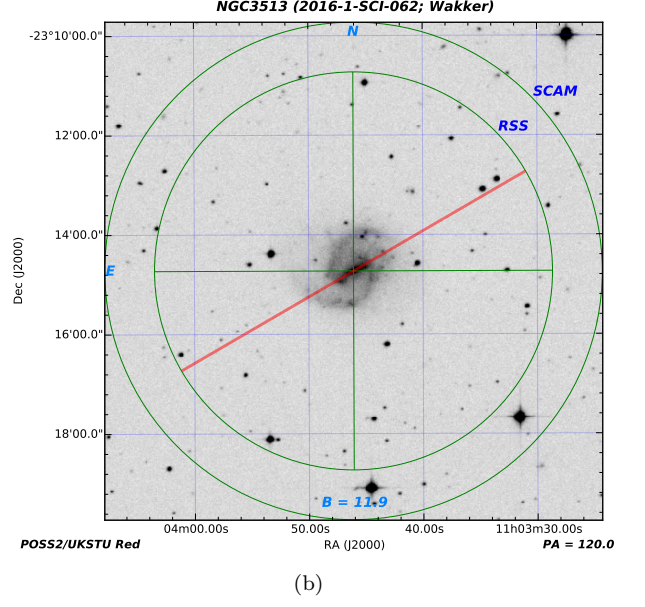 NGC3513 (2016-1-SCI-062; Wakker)
-23°10'00.0"
N
SCAM
12'00.0"
RSS
14'00.0"
Dec (J2000)
E
16'00.0"
18'00.0"
B = 11.9
04m00.00s 50.00s 40.00s 11h03m30.00s
POSS2/UKSTU Red RA (J2000) PA = 120.0
(b)